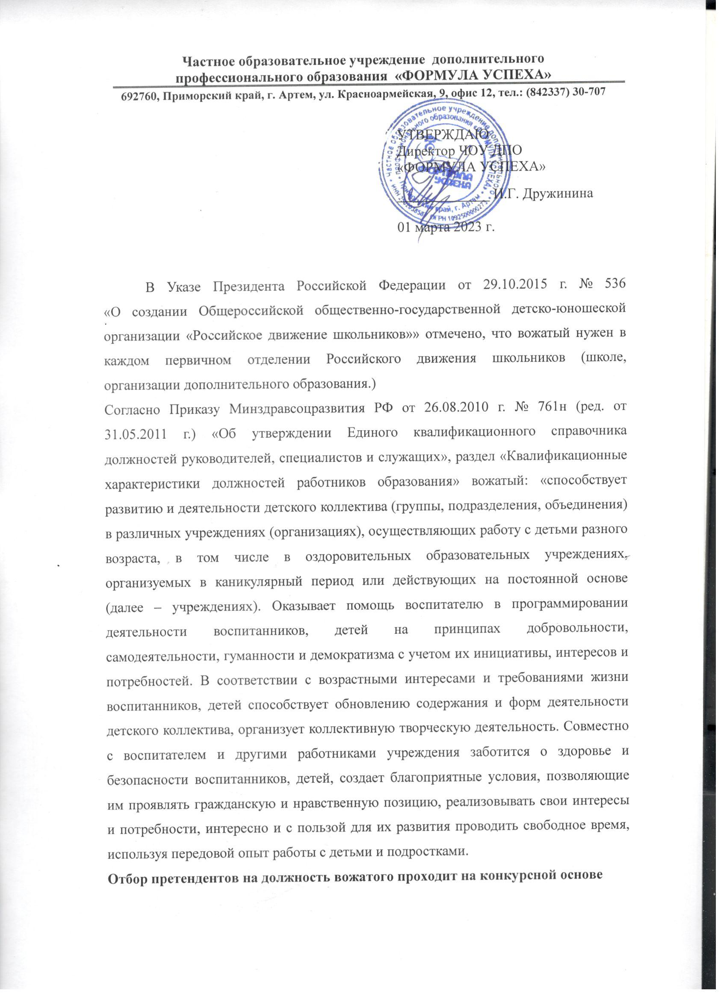 Частное образовательное учреждение дополнительного
профессионального образования «ФОРМУЛА УСПЕХА»
692760, Приморский край, г. Артем, ул. Красноармейская, 9, офис 12, тел.: (842337) 30-707
• Частное образовательное учреждение дополнительного •
профессионального образования «ФОРМУЛА УСПЕХА»
Приморский край, г. Артем
ОГРН 1092500000273
ФОРМУЛА
УСПЕХА
УТВЕРЖДАЮ
Директор ЧОУ ДПО
«ФОРМУЛА УСПЕХА»
И.Г. Дружинина
01 марта 2023 г.
В Указе Президента Российской Федерации от 29.10.2015 г. № 536
«О создании Общероссийской общественно-государственной детско-юношеской
организации «Российское движение школьников»» отмечено, что вожатый нужен в
каждом первичном отделении Российского движения школьников (школе,
организации дополнительного образования.)
Согласно Приказу Минздравсоцразвития РФ от 26.08.2010 г. № 761н (ред. от
31.05.2011 г.) «Об утверждении Единого квалификационного справочника
должностей руководителей, специалистов и служащих», раздел «Квалификационные
характеристики должностей работников образования» вожатый: «способствует
развитию и деятельности детского коллектива (группы, подразделения, объединения)
в различных учреждениях (организациях), осуществляющих работу с детьми разного
возраста, в том числе в оздоровительных образовательных учреждениях,
организуемых в каникулярный период или действующих на постоянной основе
(далее – учреждениях). Оказывает помощь воспитателю в программировании
деятельности воспитанников, детей на принципах добровольности,
самодеятельности, гуманности и демократизма с учетом их инициативы, интересов и
потребностей. В соответствии с возрастными интересами и требованиями жизни
воспитанников, детей способствует обновлению содержания и форм деятельности
детского коллектива, организует коллективную творческую деятельность. Совместно
с воспитателем и другими работниками учреждения заботится о здоровье и
безопасности воспитанников, детей, создает благоприятные условия, позволяющие
им проявлять гражданскую и нравственную позицию, реализовывать свои интересы
и потребности, интересно и с пользой для их развития проводить свободное время,
используя передовой опыт работы с детьми и подростками.
Отбор претендентов на должность вожатого проходит на конкурсной основе